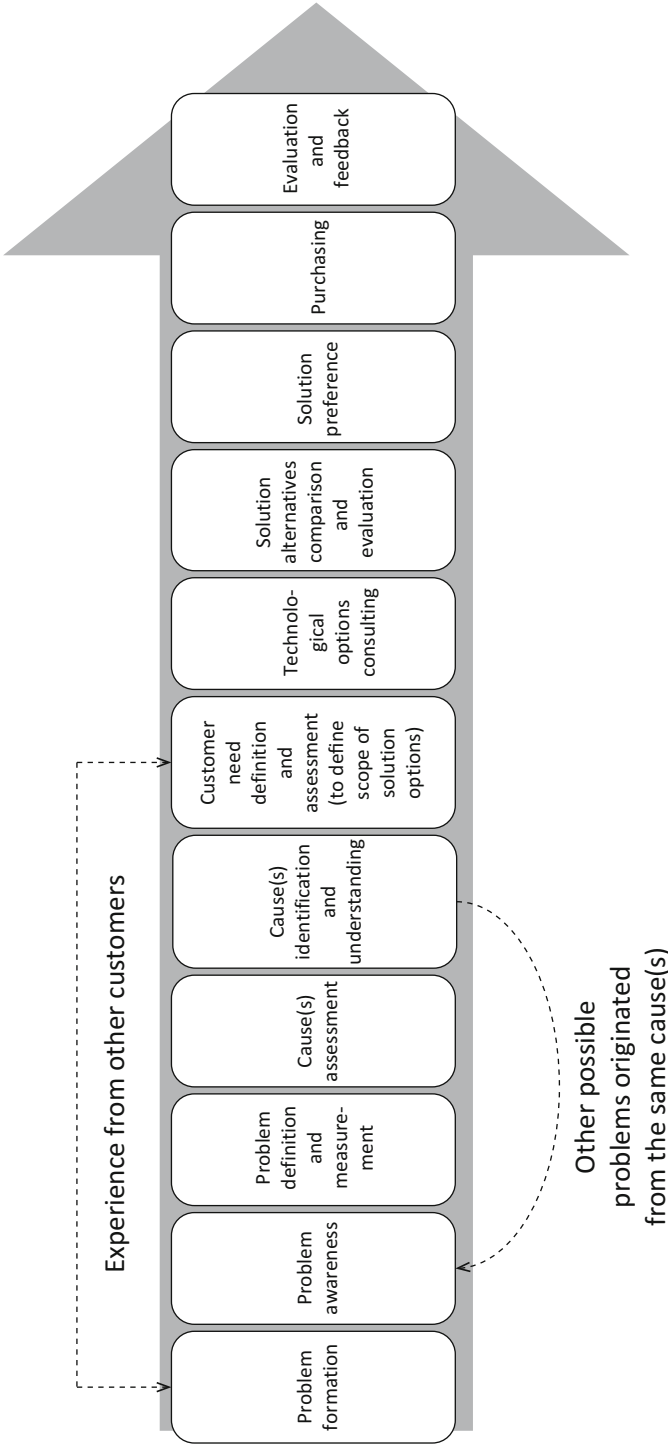 Experience from other customers
Problem
formation
Problem
awareness
Problem
definition
and
measure-
ment
Cause(s)
assessment
Cause(s)
identification
and
understanding
Customer
need
definition
and
assessment
(to define
scope of
solution
options)
Technolo-
gical
options
consulting
Solution
alternatives
comparison
and
evaluation
Solution
preference
Purchasing
Evaluation
and
feedback
Other possible
problems originated
from the same cause(s)